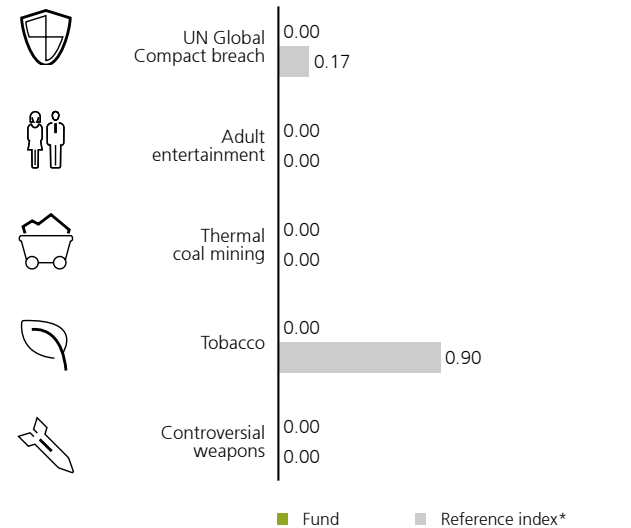 UN Global
Compact breach
0.00
0.17
Adult
entertainment
0.00
0.00
Thermal
coal mining
0.00
0.00
Tobacco
0.00
0.90
Controversial
weapons
0.00
0.00
Fund
Reference index*